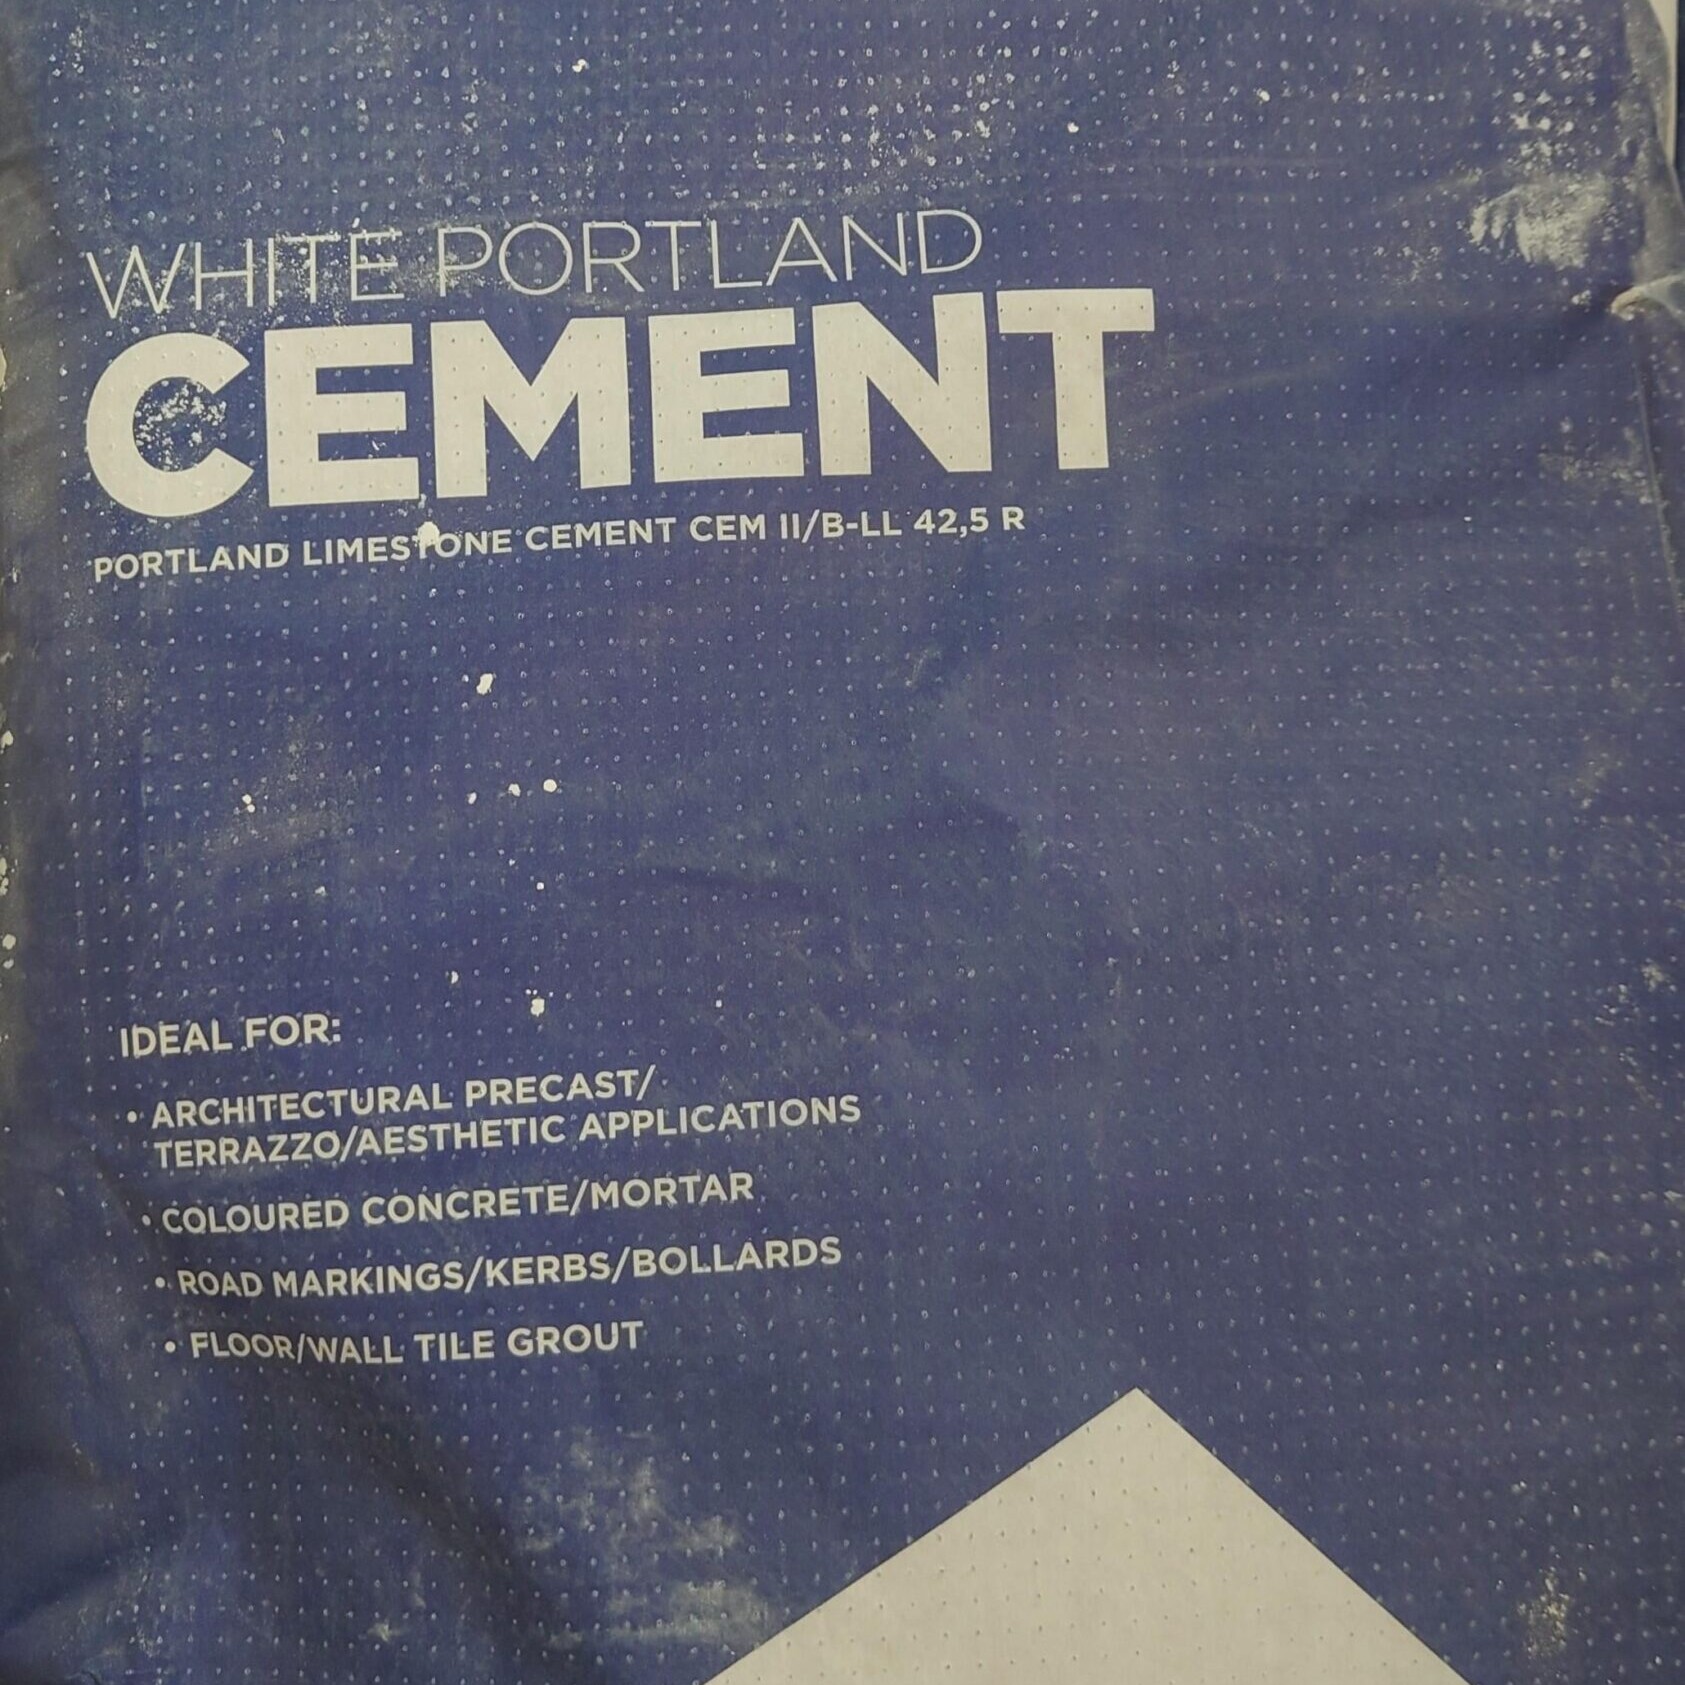 WHITE PORTLAND
CEMENT
PORTLAND LIMESTONE CEMENT CEM II/B-LL 42,5 R
IDEAL FOR:
• ARCHITECTURAL PRECAST/
TERRAZZO/AESTHETIC APPLICATIONS
• COLOURED CONCRETE/MORTAR
• ROAD MARKINGS/KERBS/BOLLARDS
• FLOOR/WALL TILE GROUT